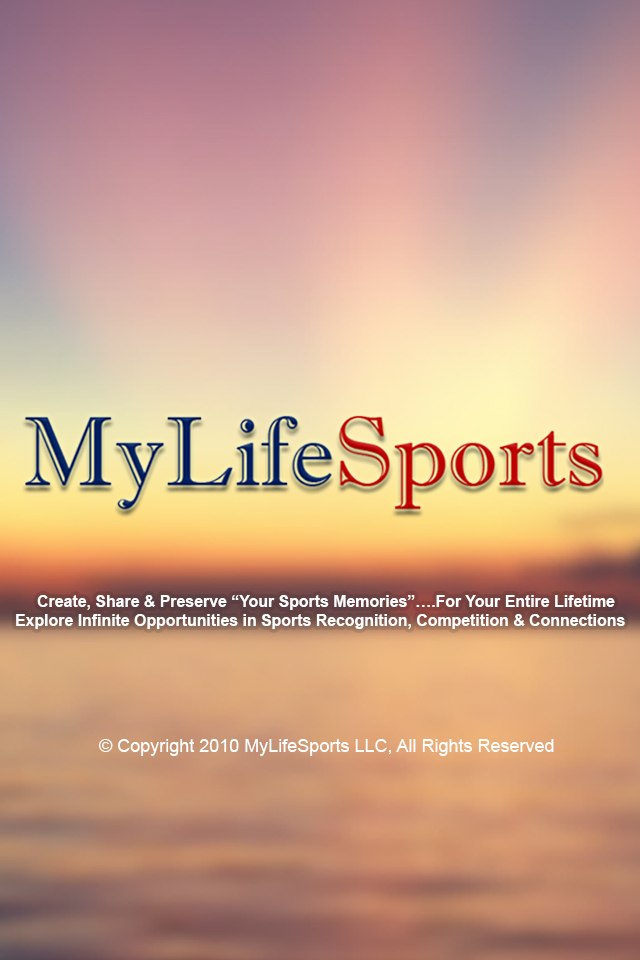 MyLifeSports
Create, Share & Preserve “Your Sports Memories”....For Your Entire Lifetime
Explore Infinite Opportunities in Sports Recognition, Competition & Connections
© Copyright 2010 MyLifeSports LLC, All Rights Reserved